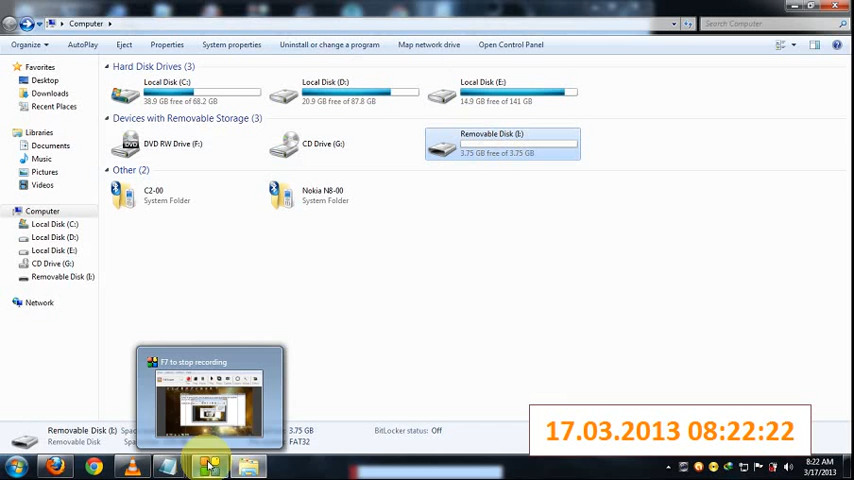 Computer
Search Computer
Organize
AutoPlay
Eject
Properties
System properties
Uninstall or change a program
Map network drive
Open Control Panel
Favorites
Desktop
Downloads
Recent Places
Libraries
Documents
Music
Pictures
Videos
Computer
Local Disk (C:)
Local Disk (D:)
Local Disk (E:)
CD Drive (G:)
Removable Disk (I:)
Network
Hard Disk Drives (3)
Local Disk (C:)
38.9 GB free of 68.2 GB
Local Disk (D:)
20.9 GB free of 87.8 GB
Local Disk (E:)
14.9 GB free of 141 GB
Devices with Removable Storage (3)
DVD RW Drive (F:)
CD Drive (G:)
Removable Disk (I:)
3.75 GB free of 3.75 GB
Other (2)
C2-00
System Folder
Nokia N8-00
System Folder
F7 to stop recording
Removable Disk (I:)
Removable Disk
3.75 GB
FAT32
BitLocker status: Off
17.03.2013 08:22:22
8:22 AM
3/17/2013